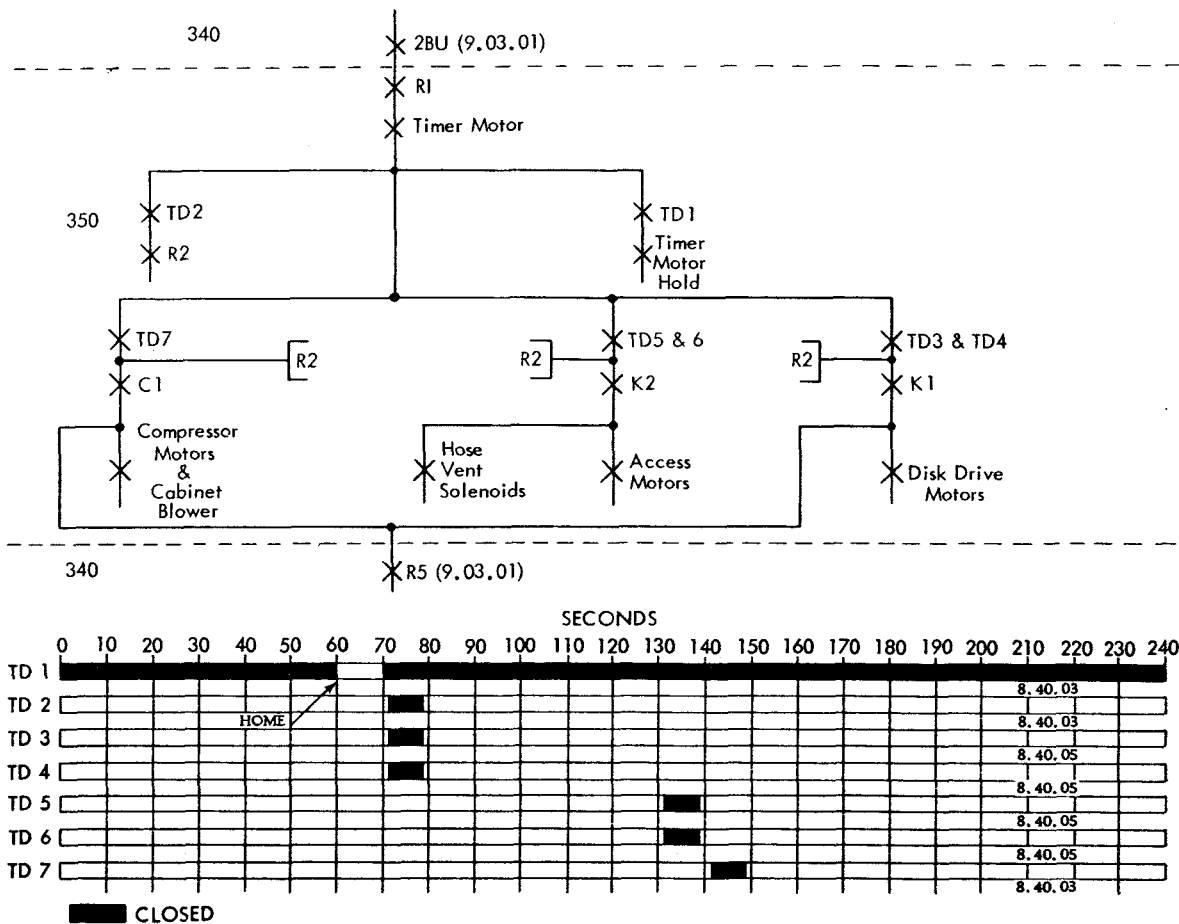 340
2BU (9.03.01)
R1
Timer Motor
350
TD2
R2
TD1
Timer
Motor
Hold
TD7
R2
C1
R2
TD5 & 6
K2
R2
TD3 & TD4
K1
Compressor
Motors
&
Cabinet
Blower
Hose
Vent
Solenoids
Access
Motors
Disk Drive
Motors
340
R5 (9.03.01)
SECONDS
0 10 20 30 40 50 60 70 80 90 100 110 120 130 140 150 160 170 180 190 200 210 220 230 240
TD 1
8.40.03
TD 2
HOME
8.40.03
TD 3
8.40.05
TD 4
8.40.05
TD 5
8.40.05
TD 6
8.40.05
TD 7
8.40.03
CLOSED